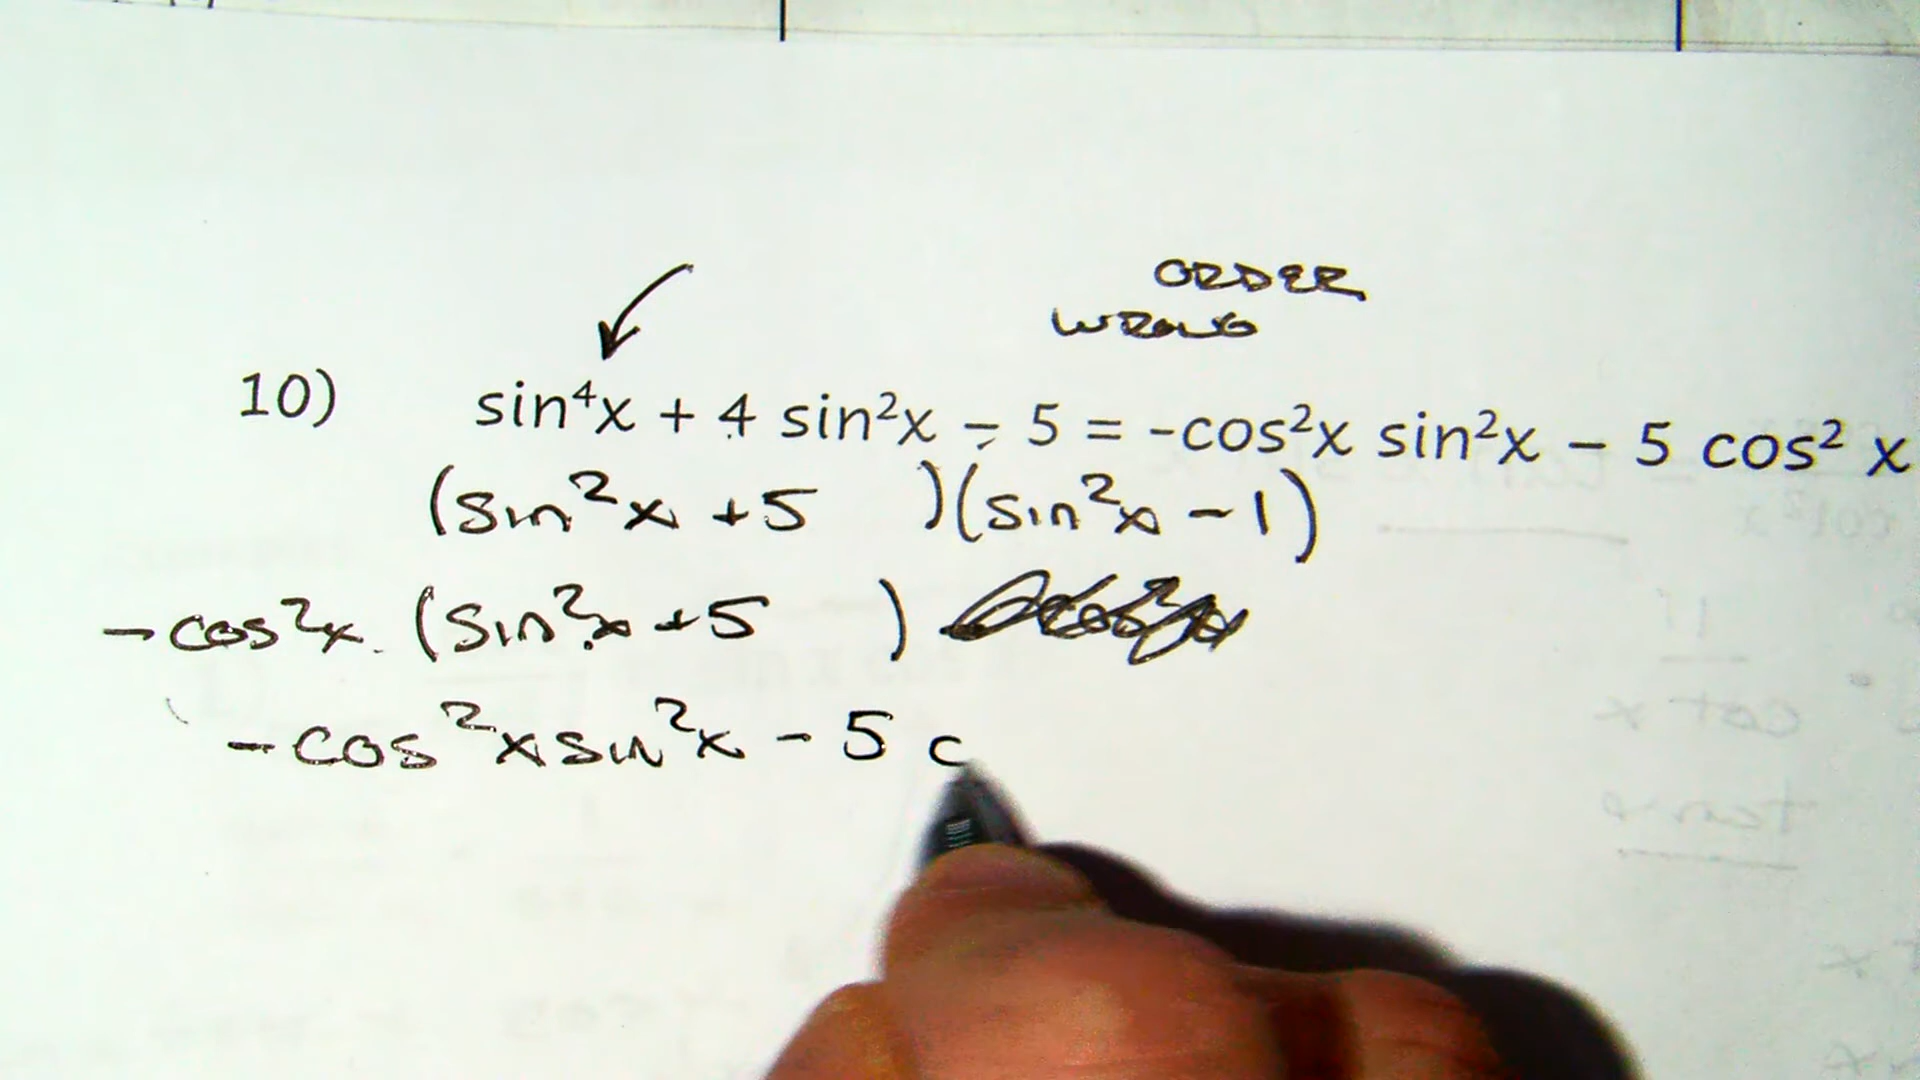 ORDER
WRONG
10) sin⁴x + 4 sin²x − 5 = -cos²x sin²x − 5 cos² x
(sin²x +5 )(sin²x − 1)
-cos²x (sin²x +5 )
-cos²x sin²x - 5 c